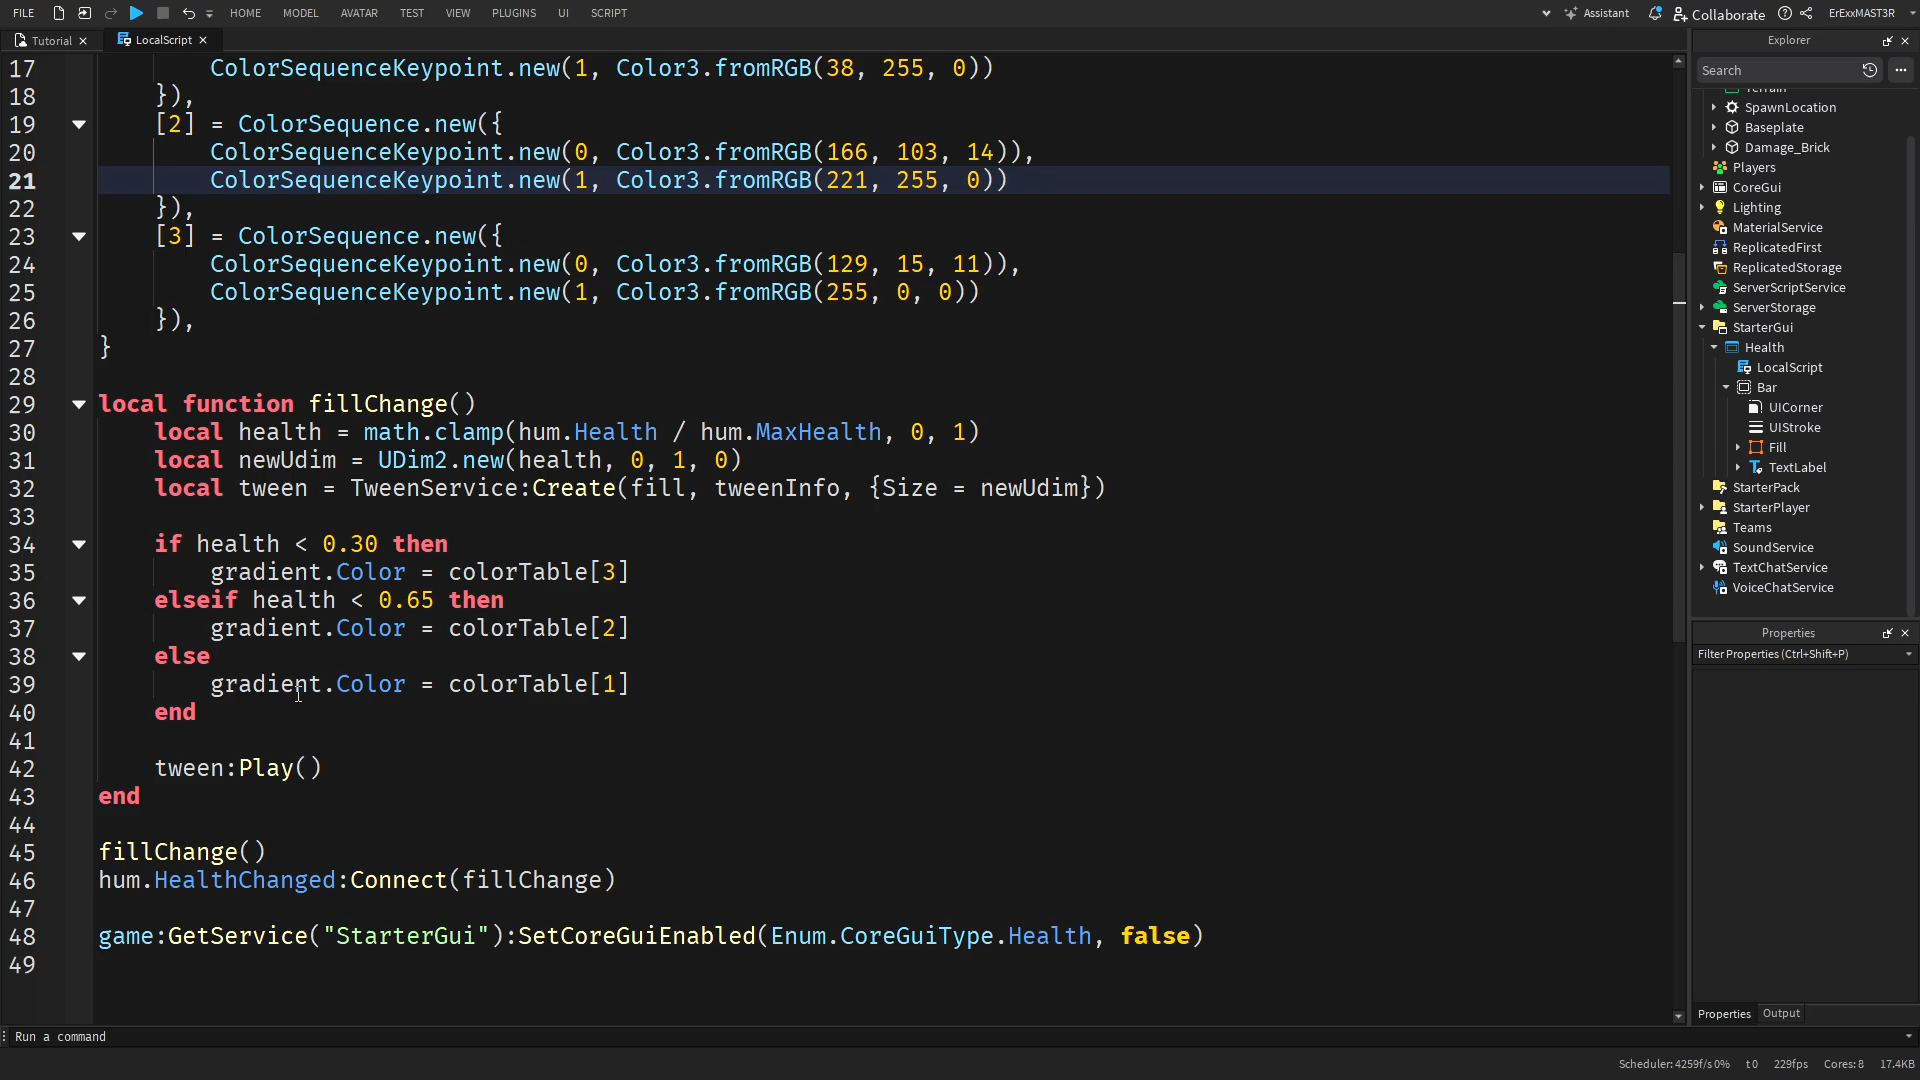 FILE HOME MODEL AVATAR TEST VIEW PLUGINS UI SCRIPT Assistant Collaborate ErExxMAST3R
Tutorial LocalScript
17 ColorSequenceKeypoint.new(1, Color3.fromRGB(38, 255, 0))
18 }),
19 [2] = ColorSequence.new({
20 ColorSequenceKeypoint.new(0, Color3.fromRGB(166, 103, 14)),
21 ColorSequenceKeypoint.new(1, Color3.fromRGB(221, 255, 0))
22 }),
23 [3] = ColorSequence.new({
24 ColorSequenceKeypoint.new(0, Color3.fromRGB(129, 15, 11)),
25 ColorSequenceKeypoint.new(1, Color3.fromRGB(255, 0, 0))
26 }),
27 }
28
29 local function fillChange()
30 local health = math.clamp(hum.Health / hum.MaxHealth, 0, 1)
31 local newUdim = UDim2.new(health, 0, 1, 0)
32 local tween = TweenService:Create(fill, tweenInfo, {Size = newUdim})
33
34 if health < 0.30 then
35 gradient.Color = colorTable[3]
36 elseif health < 0.65 then
37 gradient.Color = colorTable[2]
38 else
39 gradient.Color = colorTable[1]
40 end
41
42 tween:Play()
43 end
44
45 fillChange()
46 hum.HealthChanged:Connect(fillChange)
47
48 game:GetService("StarterGui"):SetCoreGuiEnabled(Enum.CoreGuiType.Health, false)
49
Explorer
Search
Terrain
SpawnLocation
Baseplate
Damage_Brick
Players
CoreGui
Lighting
MaterialService
ReplicatedFirst
ReplicatedStorage
ServerScriptService
ServerStorage
StarterGui
Health
LocalScript
Bar
UICorner
UIStroke
Fill
TextLabel
StarterPack
StarterPlayer
Teams
SoundService
TextChatService
VoiceChatService
Properties
Filter Properties (Ctrl+Shift+P)
Properties Output
Run a command
Scheduler: 4259f/s 0% t 0 229fps Cores: 8 17.4KB